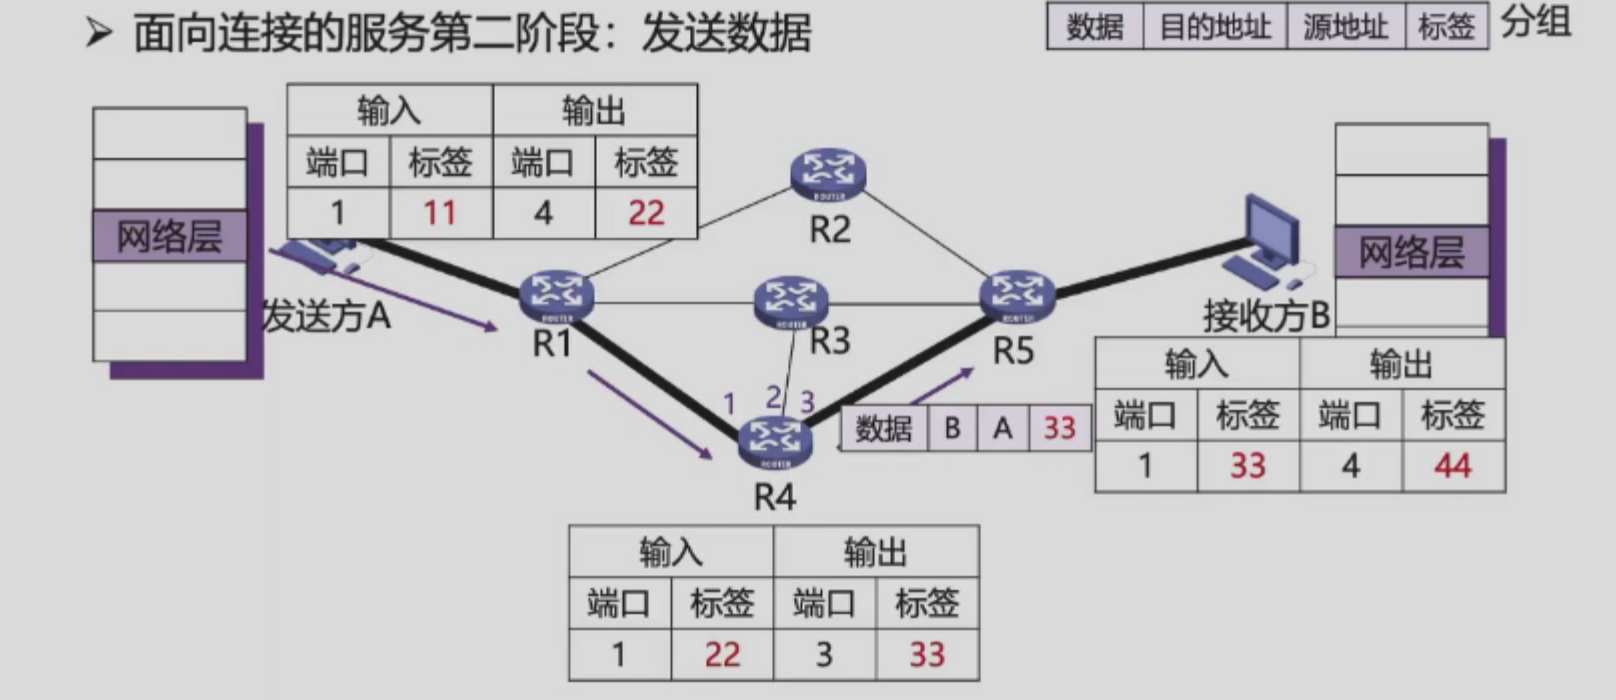 ➢ 面向连接的服务第二阶段：发送数据
数据 目的地址 源地址 标签 分组
输入 输出
端口 标签 端口 标签
1 11 4 22
网络层
发送方A
R1
R2
R3
R5
网络层
接收方B
1 2 3
数据 B A 33
R4
输入 输出
端口 标签 端口 标签
1 33 4 44
输入 输出
端口 标签 端口 标签
1 22 3 33